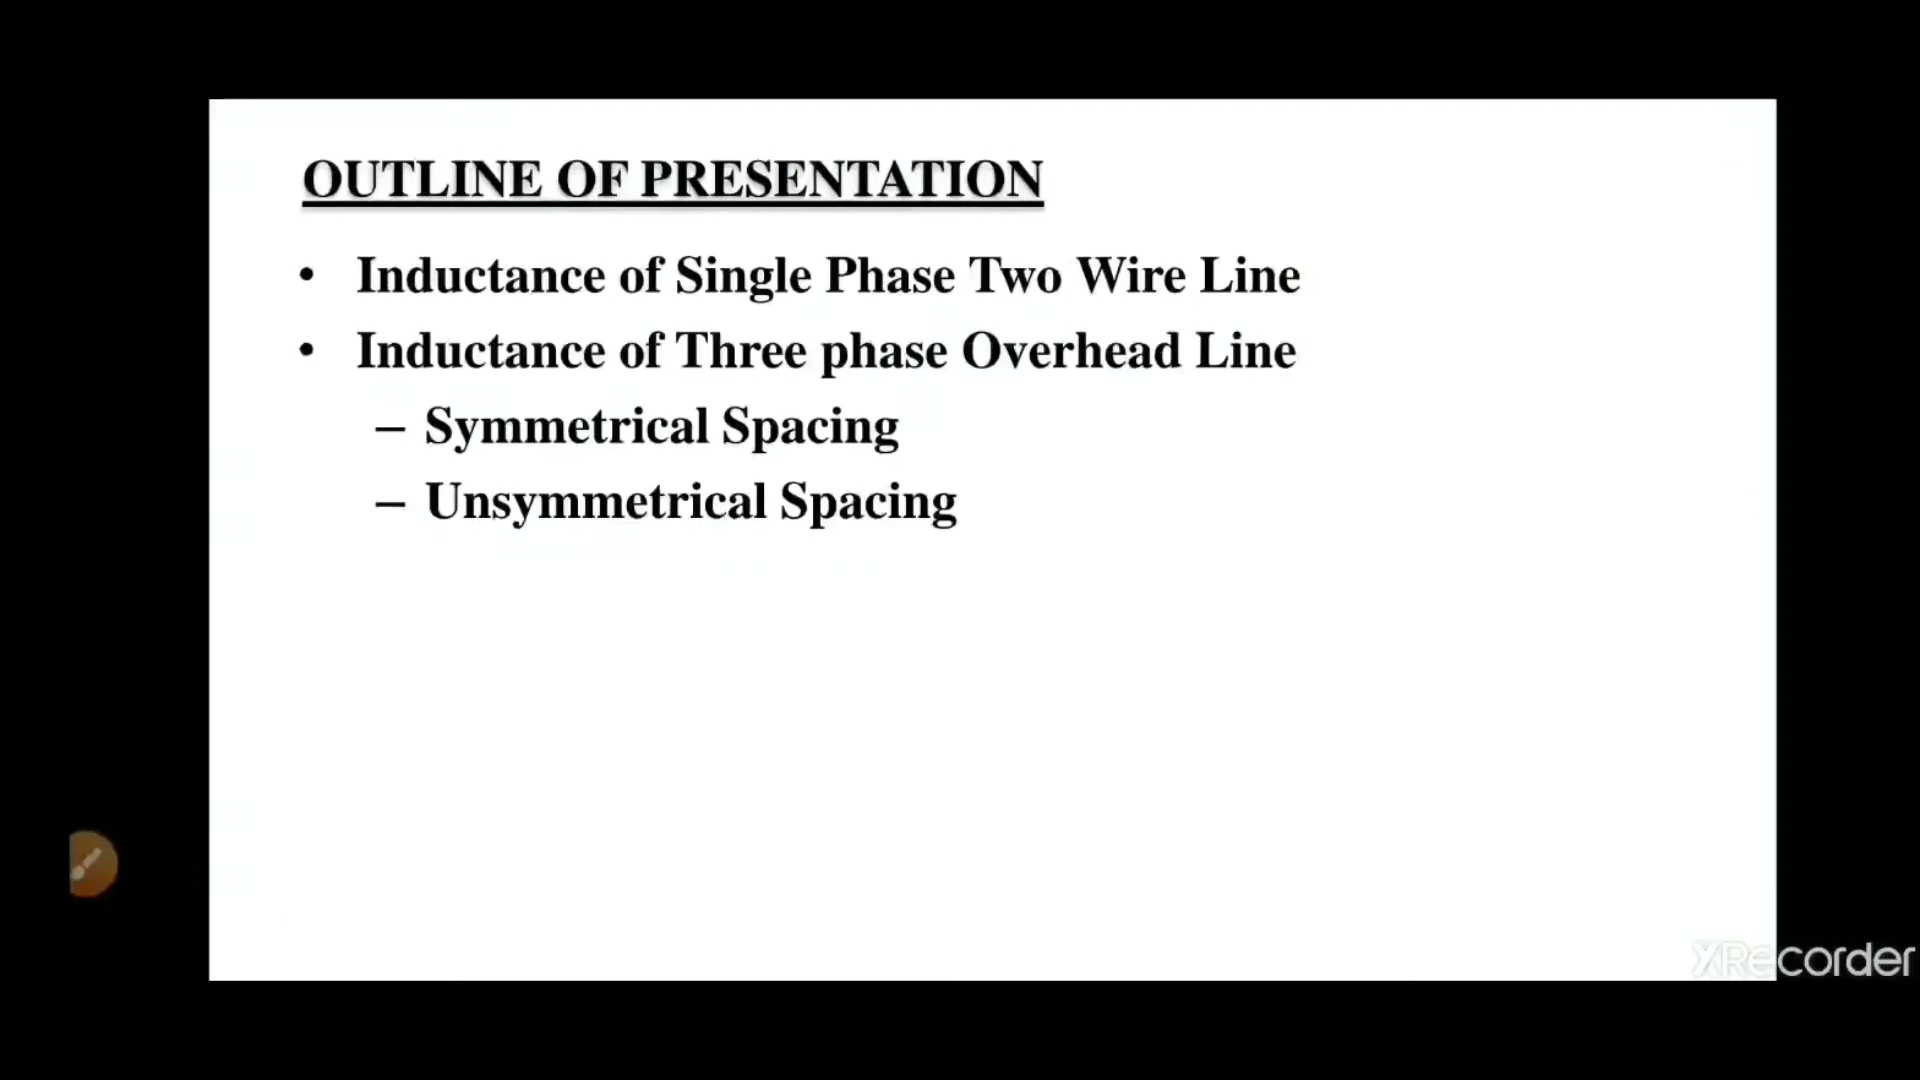 OUTLINE OF PRESENTATION
• Inductance of Single Phase Two Wire Line
• Inductance of Three phase Overhead Line
– Symmetrical Spacing
– Unsymmetrical Spacing
XRecorder